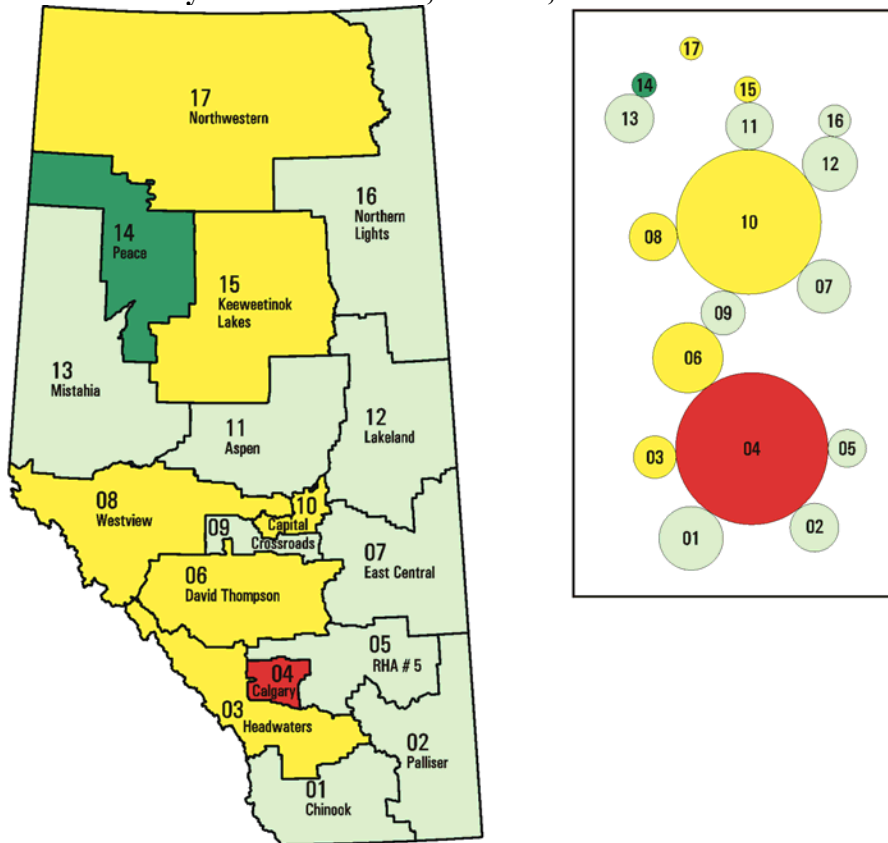 17
Northwestern
16
Northern
Lights
14
Peace
15
Keeweetinok
Lakes
13
Mistahia
11
Aspen
12
Lakeland
08
Westview
10
Capital
09
Crossroads
07
East Central
06
David Thompson
05
RHA # 5
04
Calgary
03
Headwaters
02
Palliser
01
Chinook
17
14
15
13
11
16
12
10
08
07
09
06
03
04
05
01
02